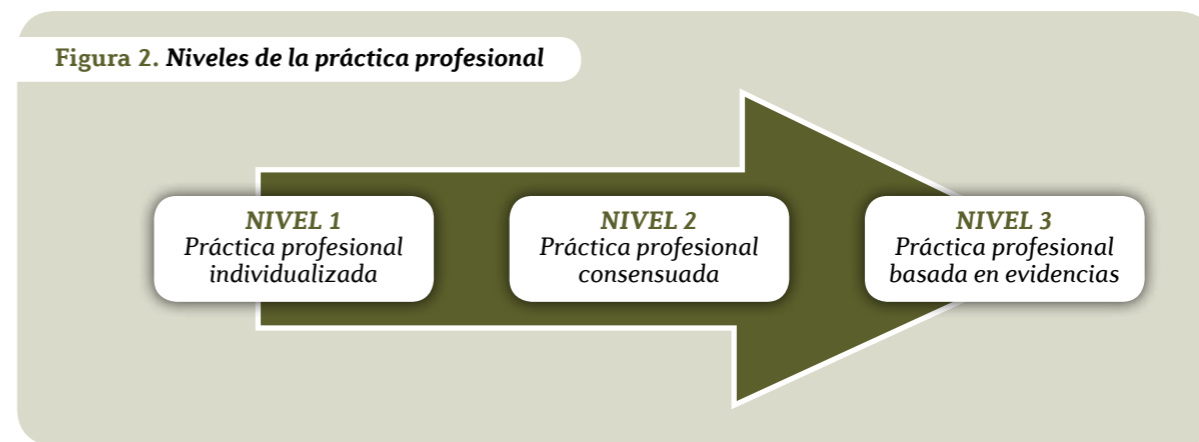 Figura 2. Niveles de la práctica profesional
NIVEL 1
Práctica profesional
individualizada
NIVEL 2
Práctica profesional
consensuada
NIVEL 3
Práctica profesional
basada en evidencias